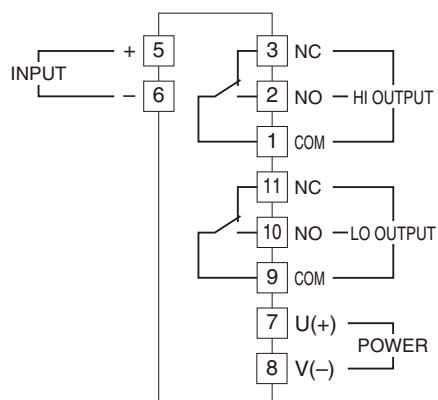 INPUT
+ 5
− 6
3 NC
2 NO HI OUTPUT
1 COM
11 NC
10 NO LO OUTPUT
9 COM
7 U(+)
POWER
8 V(−)